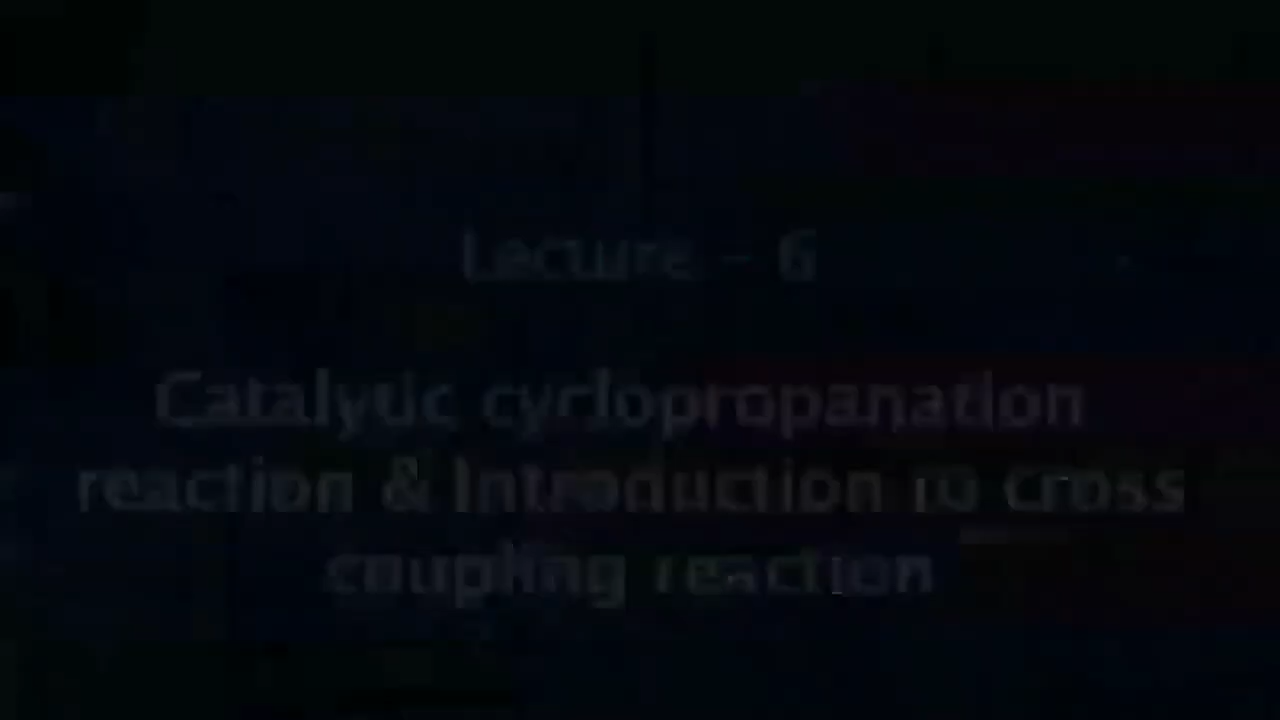 Lecture - 6
Catalytic cyclopropanation
reaction & Introduction to cross
coupling reaction